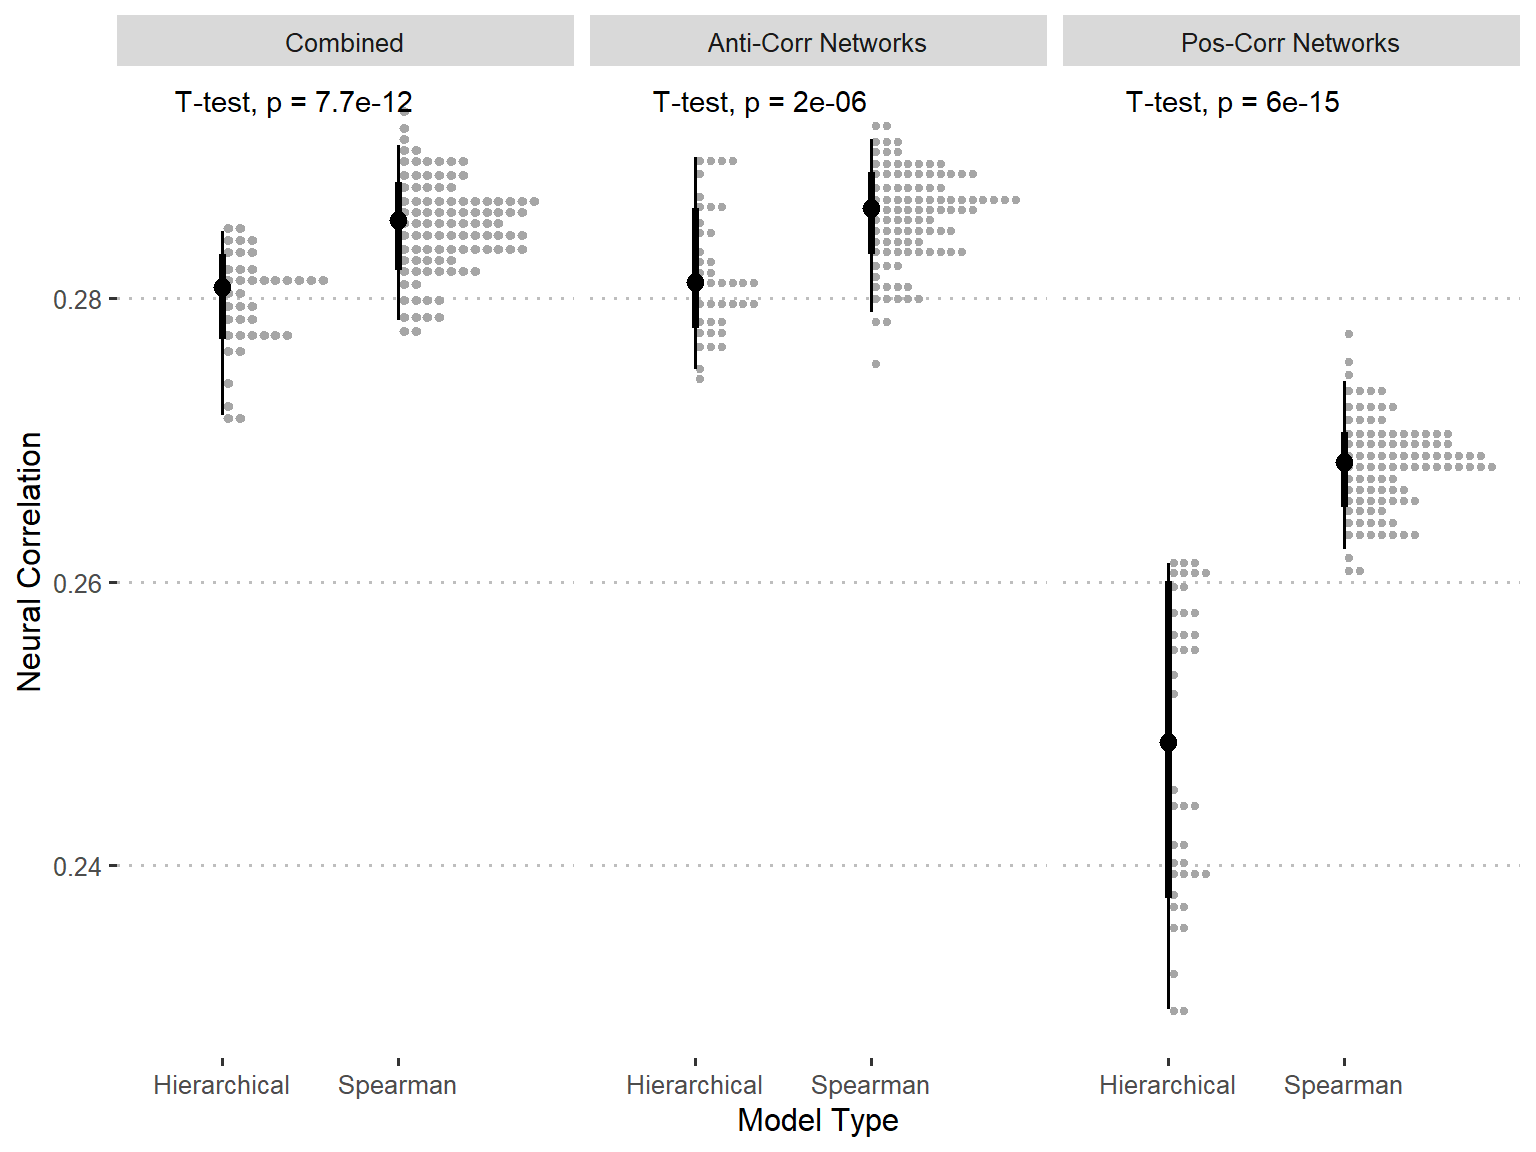 Combined
Anti-Corr Networks
Pos-Corr Networks
T-test, p = 7.7e-12
T-test, p = 2e-06
T-test, p = 6e-15
0.28
0.26
0.24
Neural Correlation
Hierarchical
Spearman
Hierarchical
Spearman
Hierarchical
Spearman
Model Type